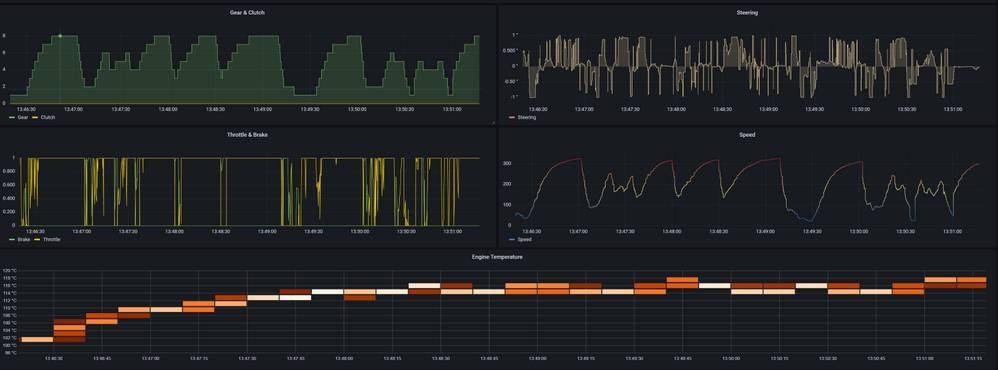 Gear & Clutch
8
6
4
2
0
13:46:30 13:47:00 13:47:30 13:48:00 13:48:30 13:49:00 13:49:30 13:50:00 13:50:30 13:51:00
Gear Clutch
Steering
1
0.500
0
-0.50
-1
13:46:30 13:47:00 13:47:30 13:48:00 13:48:30 13:49:00 13:49:30 13:50:00 13:50:30 13:51:00
Steering
Throttle & Brake
1
0.800
0.600
0.400
0.200
0
13:46:30 13:47:00 13:47:30 13:48:00 13:48:30 13:49:00 13:49:30 13:50:00 13:50:30 13:51:00
Brake Throttle
Speed
300
200
100
0
13:46:30 13:47:00 13:47:30 13:48:00 13:48:30 13:49:00 13:49:30 13:50:00 13:50:30 13:51:00
Speed
Engine Temperature
120 °C
118 °C
116 °C
114 °C
112 °C
110 °C
108 °C
106 °C
104 °C
102 °C
100 °C
98 °C
13:46:30 13:46:45 13:47:00 13:47:15 13:47:30 13:47:45 13:48:00 13:48:15 13:48:30 13:48:45 13:49:00 13:49:15 13:49:30 13:49:45 13:50:00 13:50:15 13:50:30 13:50:45 13:51:00 13:51:15